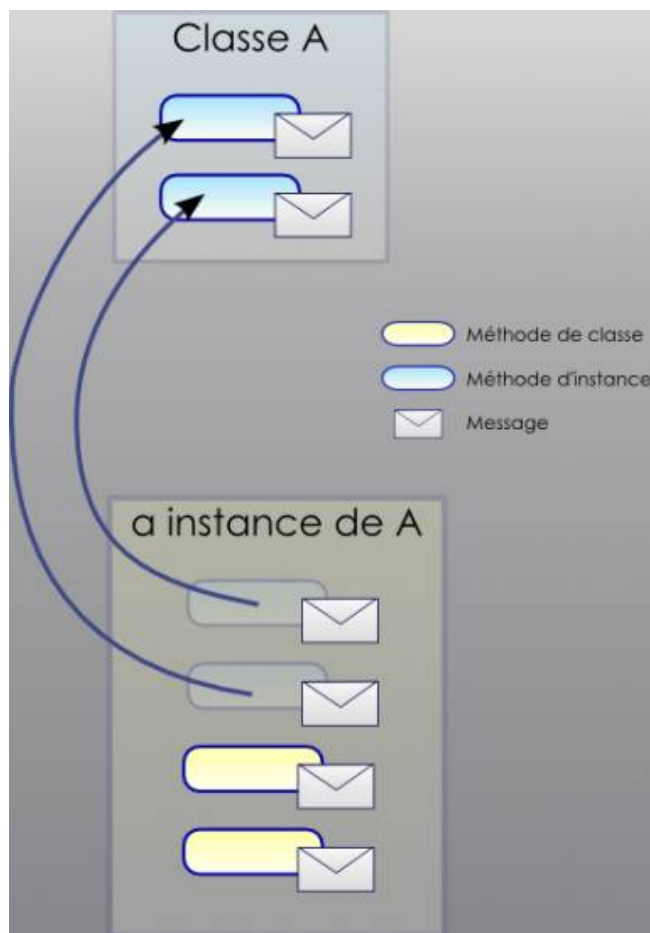 Classe A
Méthode de classe
Méthode d'instance
Message
a instance de A